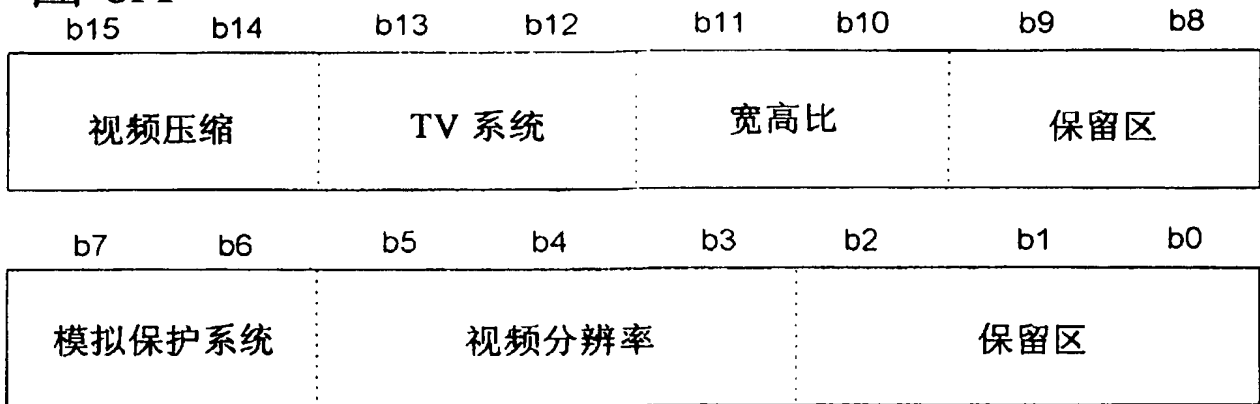 b15 b14 b13 b12 b11 b10 b9 b8
视频压缩 TV 系统 宽高比 保留区
b7 b6 b5 b4 b3 b2 b1 b0
模拟保护系统 视频分辨率 保留区